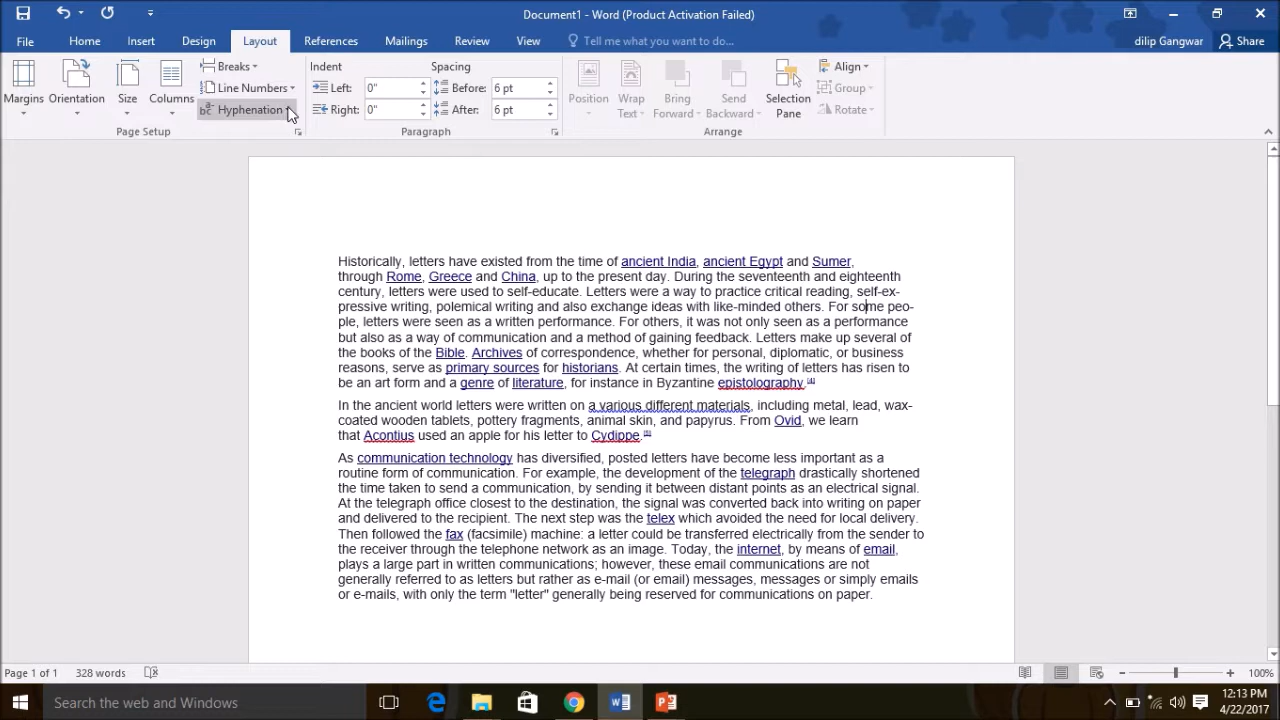 Document1 - Word (Product Activation Failed)
File Home Insert Design Layout References Mailings Review View Tell me what you want to do... dilip Gangwar Share
Margins Orientation Size Columns
Breaks
Line Numbers
Hyphenation
Page Setup
Indent Spacing
Left: 0" Before: 6 pt
Right: 0" After: 6 pt
Paragraph
Position Wrap Text Bring Forward Send Backward Selection Pane
Align
Group
Rotate
Arrange
Historically, letters have existed from the time of ancient India, ancient Egypt and Sumer,
through Rome, Greece and China, up to the present day. During the seventeenth and eighteenth
century, letters were used to self-educate. Letters were a way to practice critical reading, self-ex-
pressive writing, polemical writing and also exchange ideas with like-minded others. For some peo-
ple, letters were seen as a written performance. For others, it was not only seen as a performance
but also as a way of communication and a method of gaining feedback. Letters make up several of
the books of the Bible. Archives of correspondence, whether for personal, diplomatic, or business
reasons, serve as primary sources for historians. At certain times, the writing of letters has risen to
be an art form and a genre of literature, for instance in Byzantine epistolography.[4]
In the ancient world letters were written on a various different materials, including metal, lead, wax-
coated wooden tablets, pottery fragments, animal skin, and papyrus. From Ovid, we learn
that Acontius used an apple for his letter to Cydippe.[5]
As communication technology has diversified, posted letters have become less important as a
routine form of communication. For example, the development of the telegraph drastically shortened
the time taken to send a communication, by sending it between distant points as an electrical signal.
At the telegraph office closest to the destination, the signal was converted back into writing on paper
and delivered to the recipient. The next step was the telex which avoided the need for local delivery.
Then followed the fax (facsimile) machine: a letter could be transferred electrically from the sender to
the receiver through the telephone network as an image. Today, the internet, by means of email,
plays a large part in written communications; however, these email communications are not
generally referred to as letters but rather as e-mail (or email) messages, messages or simply emails
or e-mails, with only the term "letter" generally being reserved for communications on paper.
Page 1 of 1 328 words 100%
Search the web and Windows
12:13 PM
4/22/2017